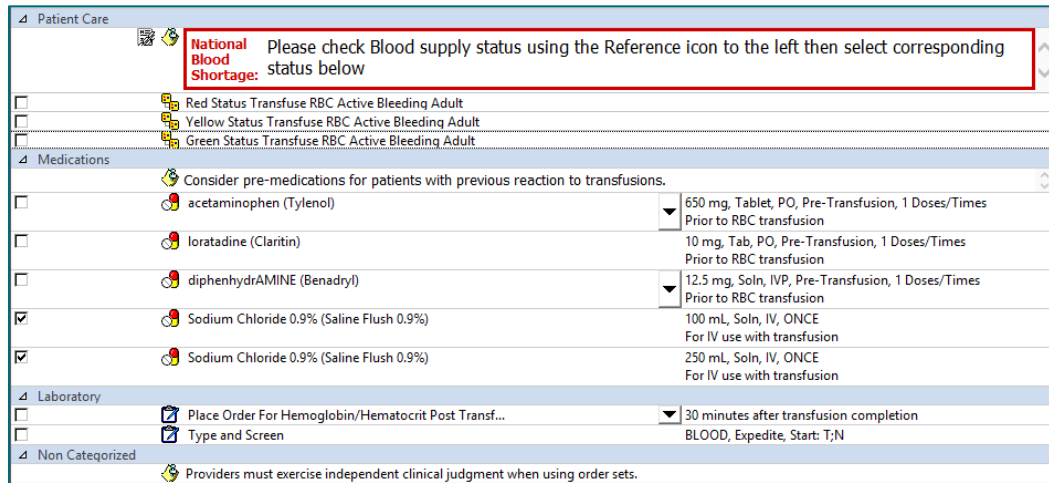 Patient Care
National Blood Shortage: Please check Blood supply status using the Reference icon to the left then select corresponding
status below
Red Status Transfuse RBC Active Bleeding Adult
Yellow Status Transfuse RBC Active Bleeding Adult
Green Status Transfuse RBC Active Bleeding Adult
Medications
Consider pre-medications for patients with previous reaction to transfusions.
acetaminophen (Tylenol) 650 mg, Tablet, PO, Pre-Transfusion, 1 Doses/Times
Prior to RBC transfusion
loratadine (Claritin) 10 mg, Tab, PO, Pre-Transfusion, 1 Doses/Times
Prior to RBC transfusion
diphenhydrAMINE (Benadryl) 12.5 mg, Soln, IVP, Pre-Transfusion, 1 Doses/Times
Prior to RBC transfusion
Sodium Chloride 0.9% (Saline Flush 0.9%) 100 mL, Soln, IV, ONCE
For IV use with transfusion
Sodium Chloride 0.9% (Saline Flush 0.9%) 250 mL, Soln, IV, ONCE
For IV use with transfusion
Laboratory
Place Order For Hemoglobin/Hematocrit Post Transf... 30 minutes after transfusion completion
Type and Screen BLOOD, Expedite, Start: T;N
Non Categorized
Providers must exercise independent clinical judgment when using order sets.